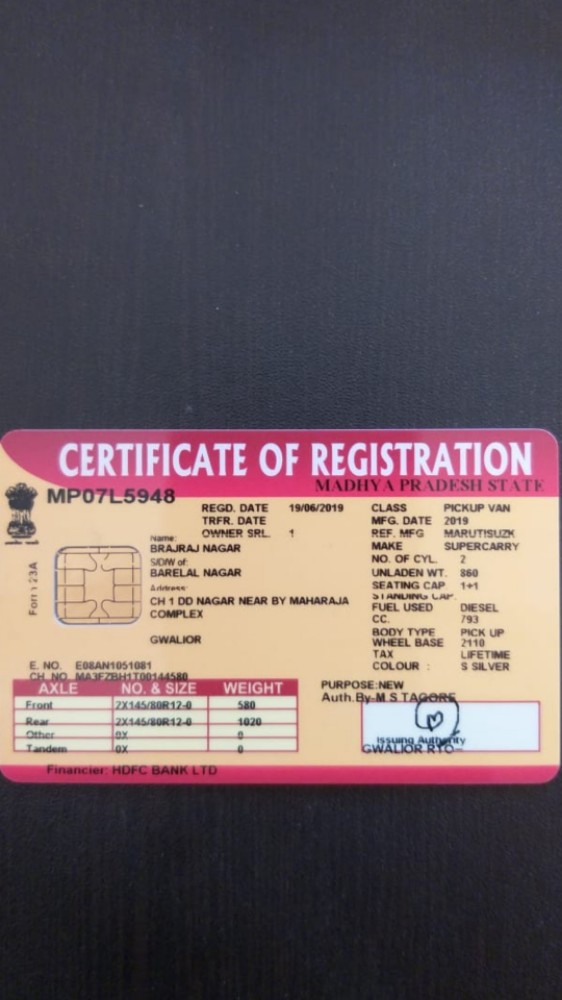 CERTIFICATE OF REGISTRATION
MADHYA PRADESH STATE
MP07L5948
REGD. DATE 19/06/2019
TRFR. DATE
OWNER SRL. 1
Name:
BRAJRAJ NAGAR
S/D/W of:
BARELAL NAGAR
Address:
CH 1 DD NAGAR NEAR BY MAHARAJA
COMPLEX
GWALIOR
Form 23A
CLASS PICKUP VAN
MFG. DATE 2019
REF. MFG MARUTISUZK
MAKE SUPERCARRY
NO. OF CYL. 2
UNLADEN WT. 860
SEATING CAP 1+1
STANDING CAP.
FUEL USED DIESEL
CC. 793
BODY TYPE PICK UP
WHEEL BASE 2110
TAX LIFETIME
COLOUR : S SILVER
E. NO. E08AN1051081
CH. NO. MA3FZBH1T00144580
AXLE NO. & SIZE WEIGHT
Front 2X145/80R12-0 580
Rear 2X145/80R12-0 1020
Other 0X 0
Tandem 0X 0
PURPOSE:NEW
Auth.By-M S TAGORE
Issuing Authority
GWALIOR RTO
Financier: HDFC BANK LTD